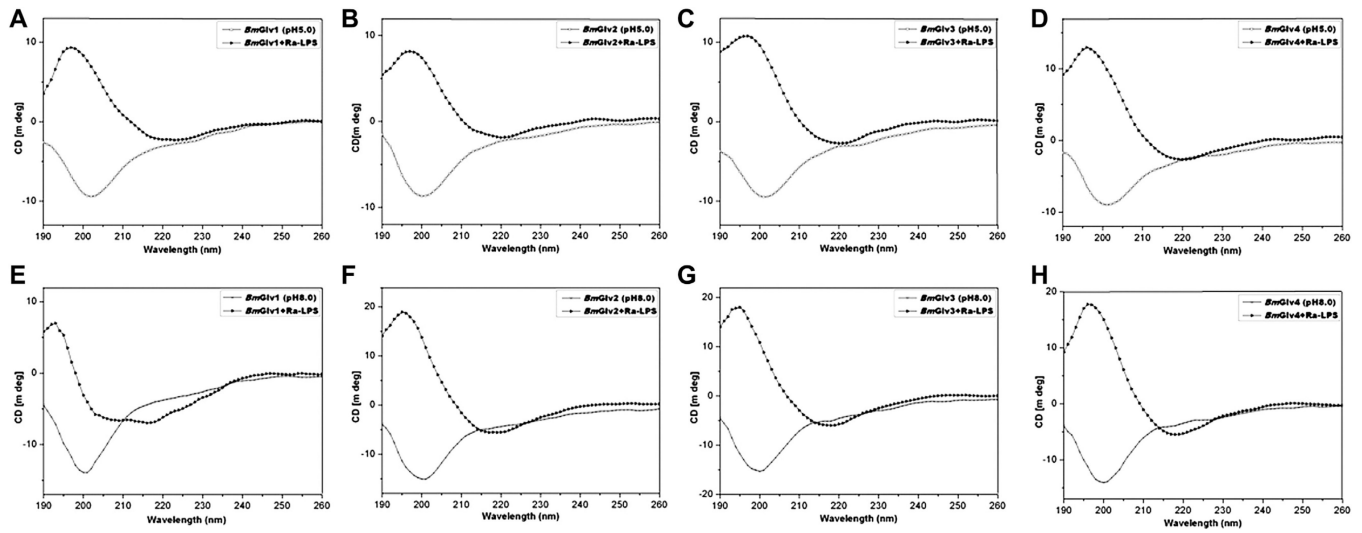 A
BmGlv1 (pH5.0)
BmGlv1+Ra-LPS
CD [m deg]
10
0
-10
190 200 210 220 230 240 250 260
Wavelength (nm)
B
BmGlv2 (pH5.0)
BmGlv2+Ra-LPS
CD[m deg]
10
0
-10
190 200 210 220 230 240 250 260
Wavelength (nm)
C
BmGlv3 (pH5.0)
BmGlv3+Ra-LPS
CD [m deg]
10
0
-10
190 200 210 220 230 240 250 260
Wavelength (nm)
D
BmGlv4 (pH5.0)
BmGlv4+Ra-LPS
CD [m deg]
10
0
-10
190 200 210 220 230 240 250 260
Wavelength (nm)
E
BmGlv1 (pH8.0)
BmGlv1+Ra-LPS
CD [m deg]
10
0
-10
190 200 210 220 230 240 250 260
Wavelength (nm)
F
BmGlv2 (pH8.0)
BmGlv2+Ra-LPS
CD [m deg]
20
10
0
-10
190 200 210 220 230 240 250 260
Wavelength (nm)
G
BmGlv3 (pH8.0)
BmGlv3+Ra-LPS
CD [m deg]
20
10
0
-10
-20
190 200 210 220 230 240 250 260
Wavelength (nm)
H
BmGlv4 (pH8.0)
BmGlv4+Ra-LPS
CD [m deg]
20
10
0
-10
190 200 210 220 230 240 250 260
Wavelength (nm)